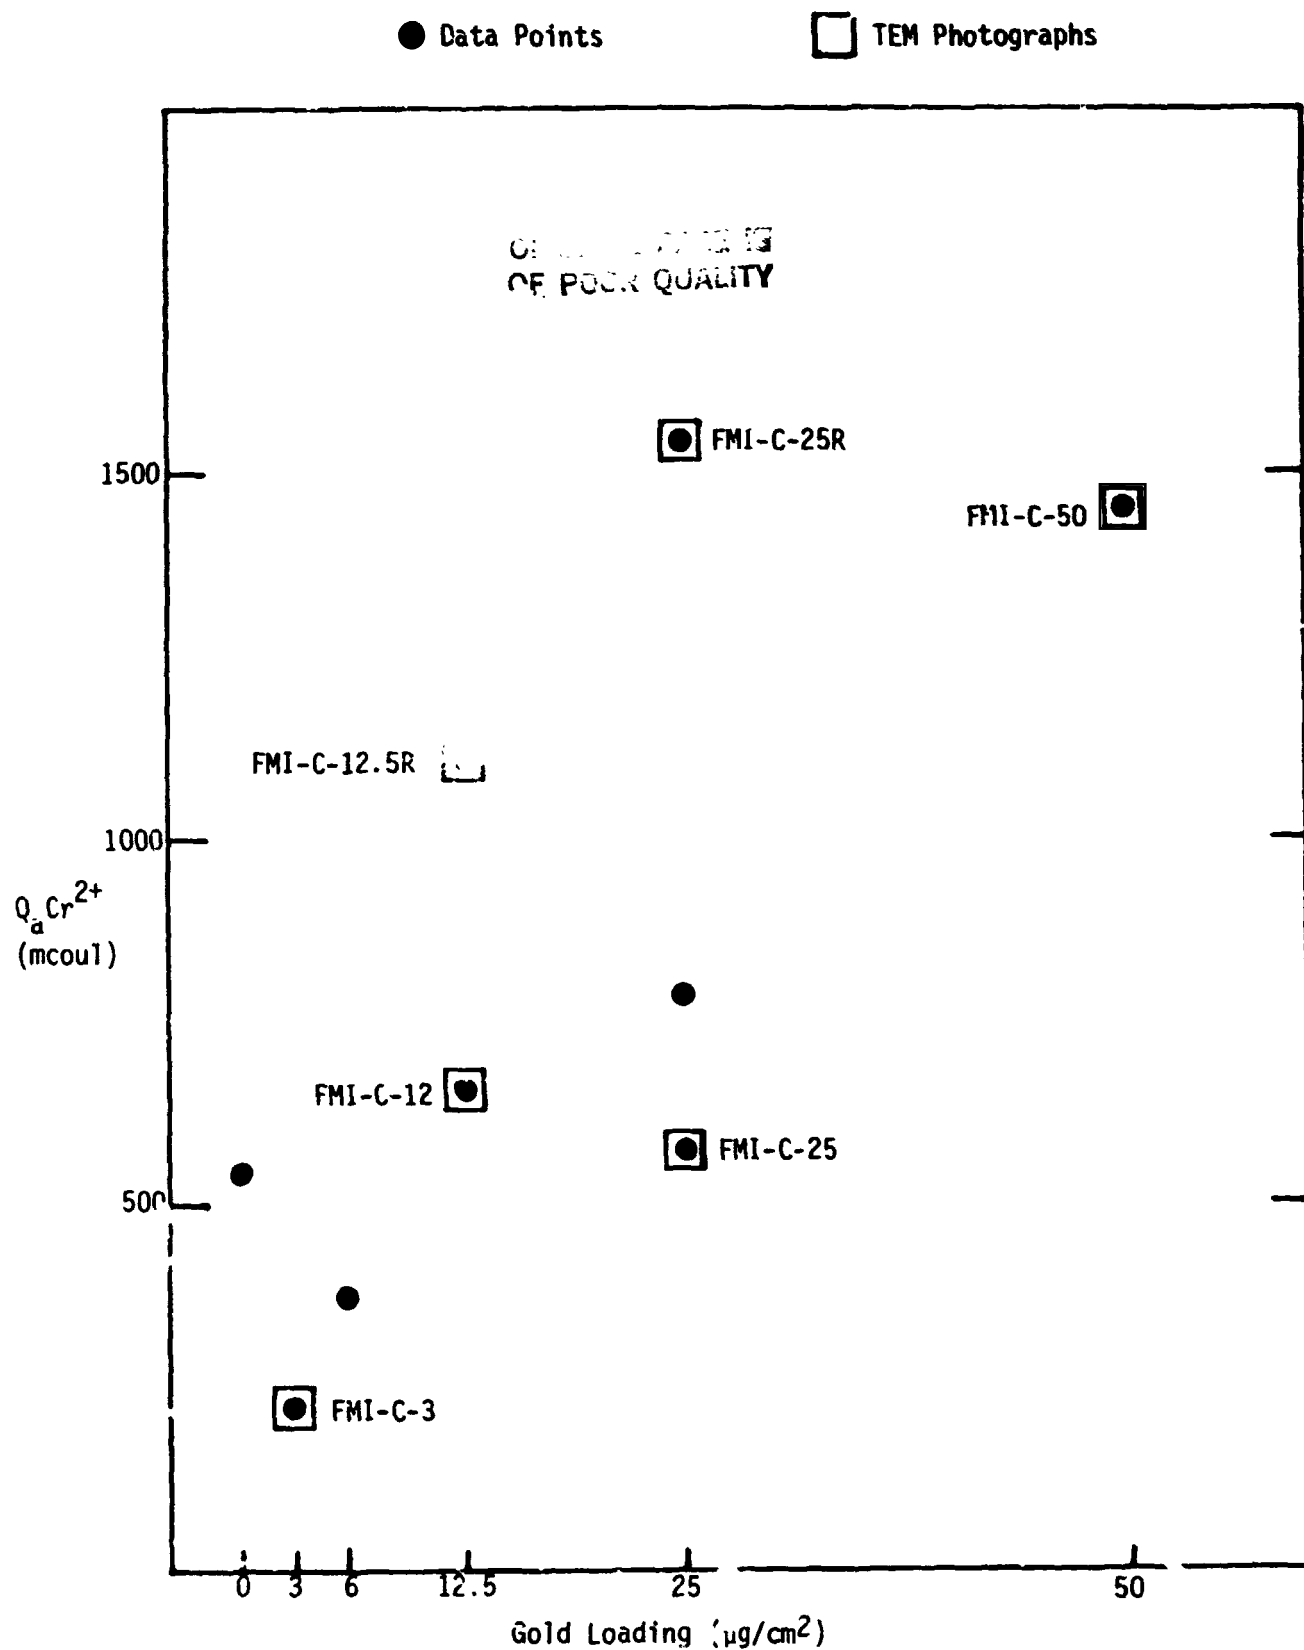 Data Points
TEM Photographs
OF POOR QUALITY
FMI-C-25R
1500
FMI-C-50
FMI-C-12.5R
1000
QaCr2+
(mcoul)
FMI-C-12
FMI-C-25
500
FMI-C-3
0 3 6 12.5 25 50
Gold Loading (µg/cm2)